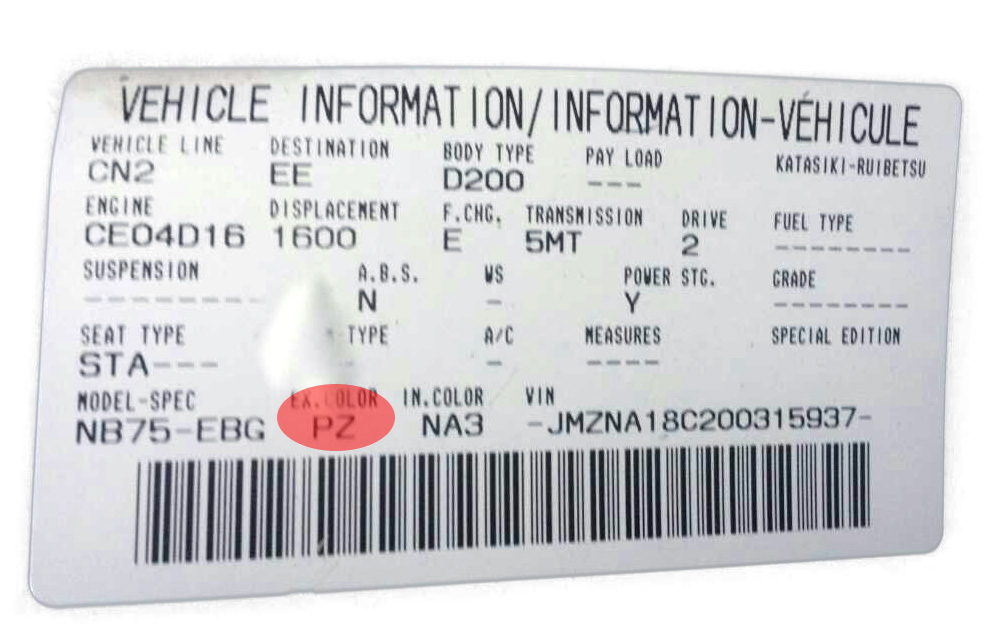 VEHICLE INFORMATION/INFORMATION-VÉHICULE
VEHICLE LINE DESTINATION BODY TYPE PAY LOAD KATASIKI-RUIBETSU
CN2 EE D200 ---
ENGINE DISPLACEMENT F.CHG. TRANSMISSION DRIVE FUEL TYPE
CE04D16 1600 E 5MT 2 --------
SUSPENSION A.B.S. WS POWER STG. GRADE
---------- N - Y --------
SEAT TYPE TYPE A/C MEASURES SPECIAL EDITION
STA--- - - ----
MODEL-SPEC EX.COLOR IN.COLOR VIN
NB75-EBG PZ NA3 -JMZNA18C200315937-